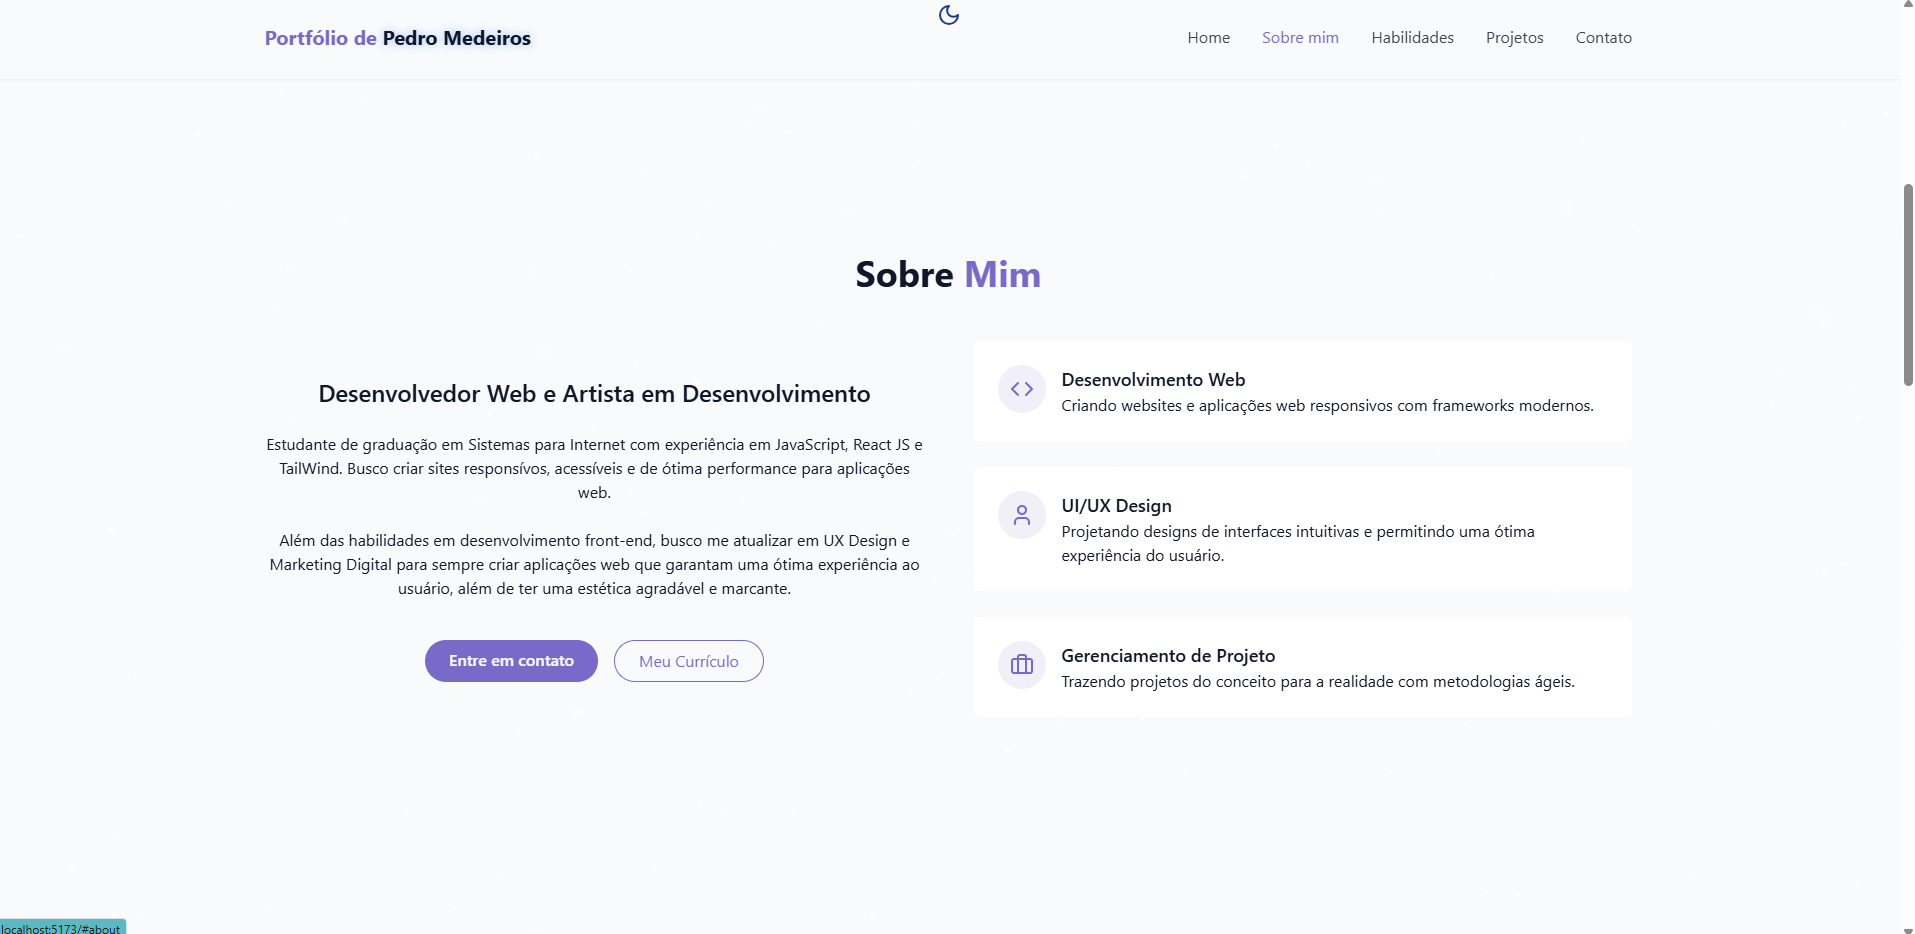 Portfólio de Pedro Medeiros
Home Sobre mim Habilidades Projetos Contato
Sobre Mim
Desenvolvedor Web e Artista em Desenvolvimento
Estudante de graduação em Sistemas para Internet com experiência em JavaScript, React JS e
TailWind. Busco criar sites responsívos, acessíveis e de ótima performance para aplicações
web.
Além das habilidades em desenvolvimento front-end, busco me atualizar em UX Design e
Marketing Digital para sempre criar aplicações web que garantam uma ótima experiência ao
usuário, além de ter uma estética agradável e marcante.
Entre em contato Meu Currículo
Desenvolvimento Web
Criando websites e aplicações web responsivos com frameworks modernos.
UI/UX Design
Projetando designs de interfaces intuitivas e permitindo uma ótima
experiência do usuário.
Gerenciamento de Projeto
Trazendo projetos do conceito para a realidade com metodologias ágeis.
localhost:5173/#about